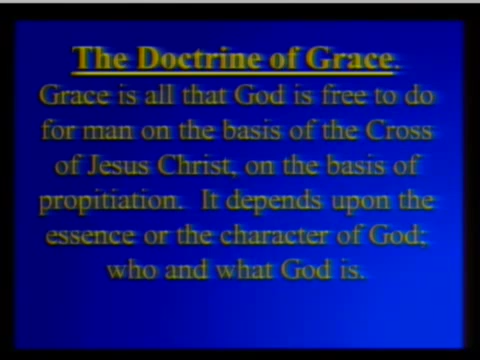 The Doctrine of Grace.
Grace is all that God is free to do
for man on the basis of the Cross
of Jesus Christ, on the basis of
propitiation.  It depends upon the
essence or the character of God;
who and what God is.